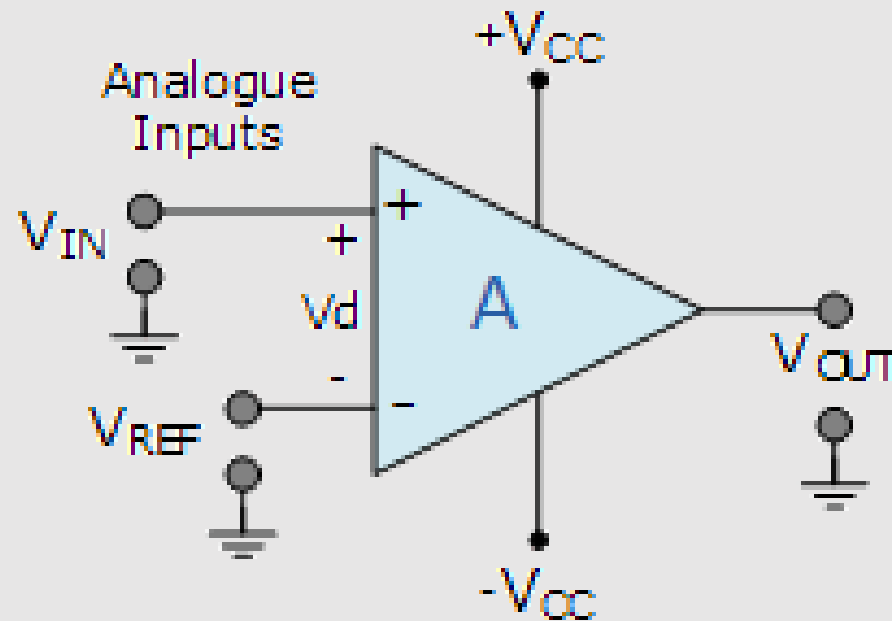 +VCC
Analogue
Inputs
+
VIN
+
A
Vd
VOUT
-
-
VREF
-VCC